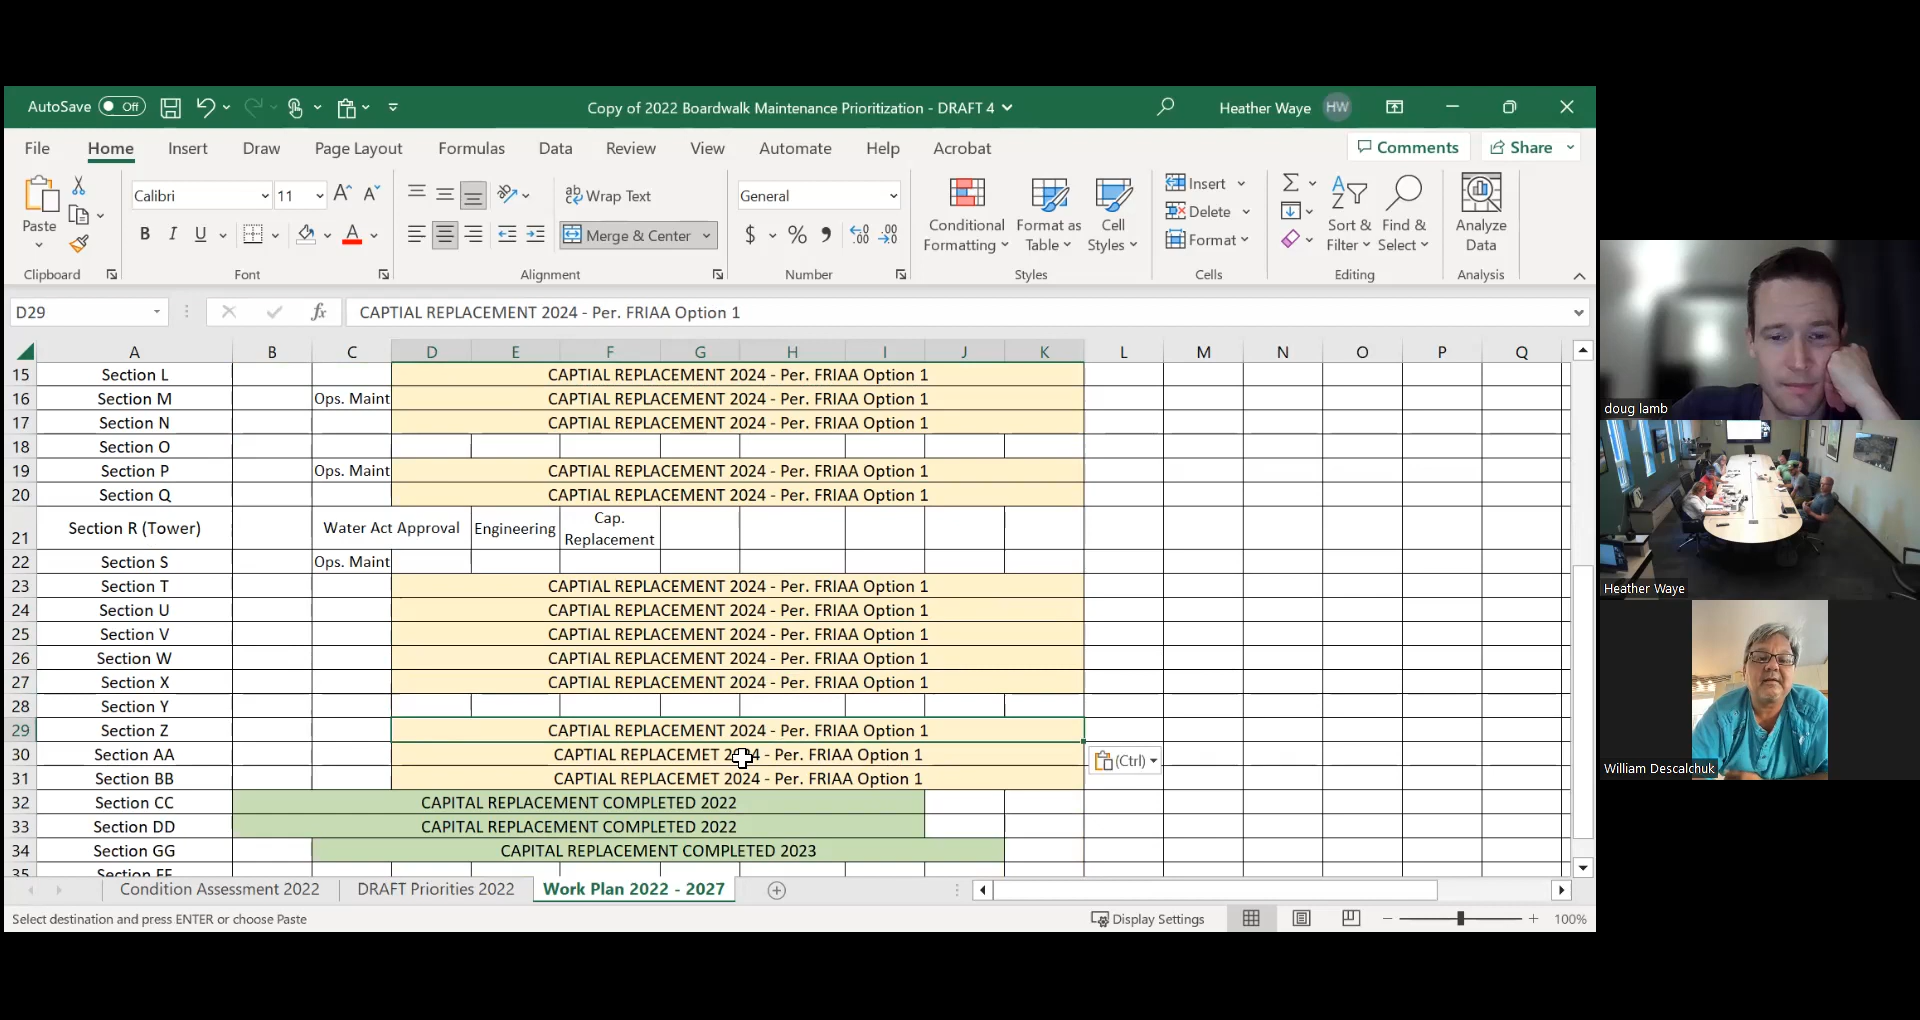 AutoSave Off Copy of 2022 Boardwalk Maintenance Prioritization - DRAFT 4 Heather Waye HW
File Home Insert Draw Page Layout Formulas Data Review View Automate Help Acrobat Comments Share
Paste
Clipboard
Calibri 11
B I U A
Font
Wrap Text
Merge & Center
Alignment
General
$ % ,
Number
Conditional Formatting
Format as Table
Cell Styles
Styles
Insert
Delete
Format
Cells
Sort & Filter
Find & Select
Editing
Analyze Data
Analysis
D29 fx CAPTIAL REPLACEMENT 2024 - Per. FRIAA Option 1
A B C D E F G H I J K L M N O P Q
15 Section L CAPTIAL REPLACEMENT 2024 - Per. FRIAA Option 1
16 Section M Ops. Maint CAPTIAL REPLACEMENT 2024 - Per. FRIAA Option 1
17 Section N CAPTIAL REPLACEMENT 2024 - Per. FRIAA Option 1
18 Section O
19 Section P Ops. Maint CAPTIAL REPLACEMENT 2024 - Per. FRIAA Option 1
20 Section Q CAPTIAL REPLACEMENT 2024 - Per. FRIAA Option 1
21 Section R (Tower) Water Act Approval Engineering Cap. Replacement
22 Section S Ops. Maint
23 Section T CAPTIAL REPLACEMENT 2024 - Per. FRIAA Option 1
24 Section U CAPTIAL REPLACEMENT 2024 - Per. FRIAA Option 1
25 Section V CAPTIAL REPLACEMENT 2024 - Per. FRIAA Option 1
26 Section W CAPTIAL REPLACEMENT 2024 - Per. FRIAA Option 1
27 Section X CAPTIAL REPLACEMENT 2024 - Per. FRIAA Option 1
28 Section Y
29 Section Z CAPTIAL REPLACEMENT 2024 - Per. FRIAA Option 1
30 Section AA CAPTIAL REPLACEMET 2024 - Per. FRIAA Option 1
31 Section BB CAPTIAL REPLACEMET 2024 - Per. FRIAA Option 1
(Ctrl)
32 Section CC CAPITAL REPLACEMENT COMPLETED 2022
33 Section DD CAPITAL REPLACEMENT COMPLETED 2022
34 Section GG CAPITAL REPLACEMENT COMPLETED 2023
35 Section
Condition Assessment 2022 DRAFT Priorities 2022 Work Plan 2022 - 2027
Select destination and press ENTER or choose Paste Display Settings 100%
doug lamb
Heather Waye
William Descalchuk